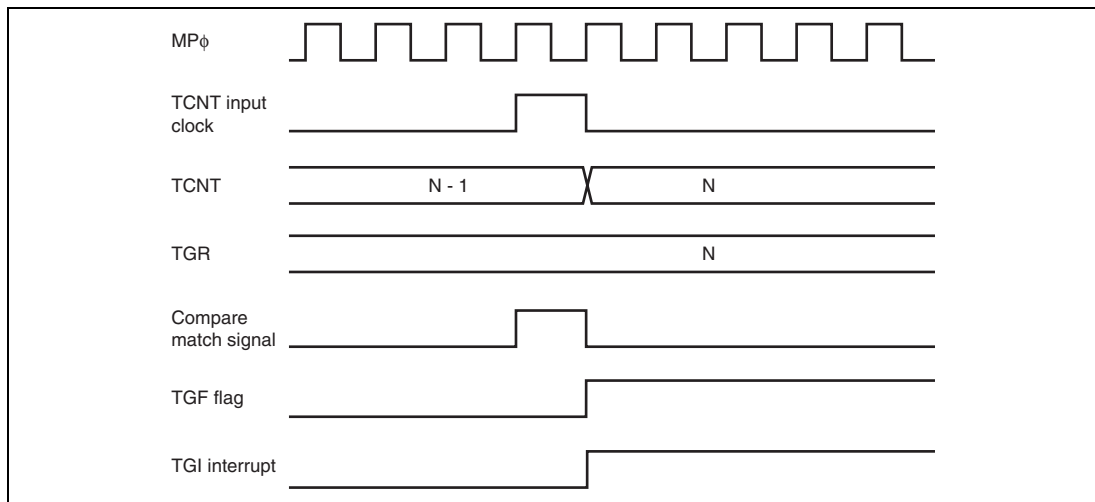 MPϕ
TCNT input
clock
TCNT
N - 1
N
TGR
N
Compare
match signal
TGF flag
TGI interrupt